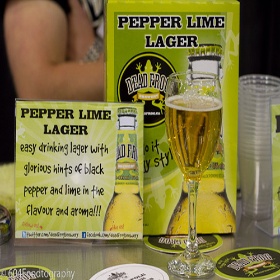 PEPPER LIME
LAGER
DEAD FROG
PEPPER LIME
LAGER
easy drinking lager with
glorious hints of black
pepper and lime in the
flavour and aroma!!!